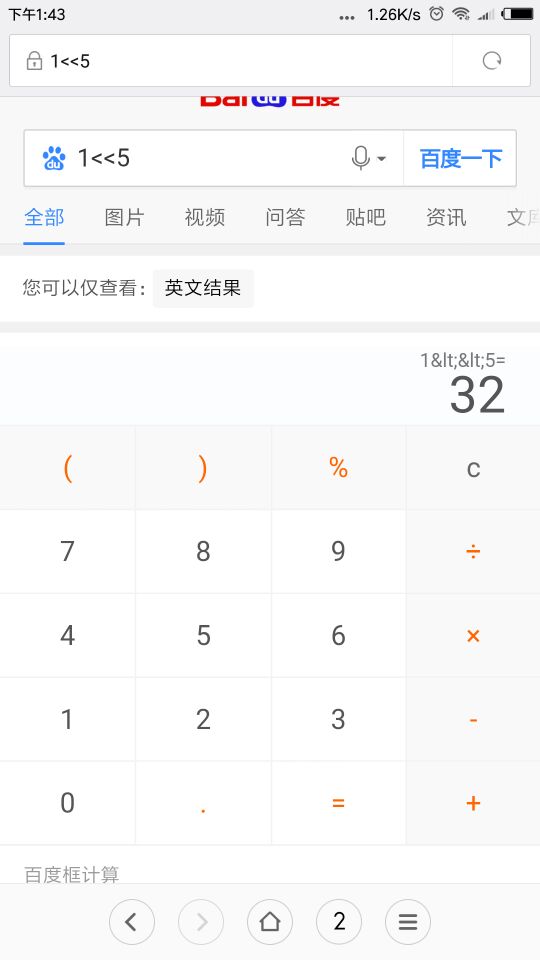 下午1:43 ... 1.26K/s
1<<5
Bai du 百度
du 1<<5 百度一下
全部 图片 视频 问答 贴吧 资讯 文库
您可以仅查看： 英文结果
1&lt;&lt;5=
32
( ) % c
7 8 9 ÷
4 5 6 ×
1 2 3 -
0 . = +
百度框计算
2